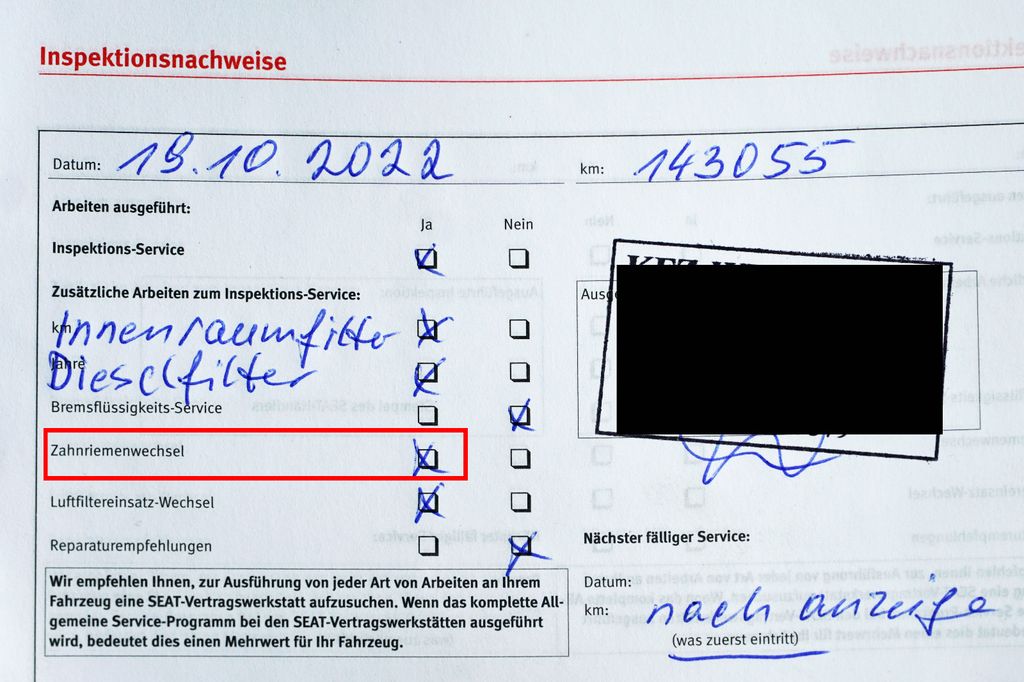 Inspektionsnachweise
Datum: 19.10.2022 km: 143055
Arbeiten ausgeführt:
Ja Nein
Inspektions-Service
Zusätzliche Arbeiten zum Inspektions-Service:
km Innenraumfilter
Jahre Dieselfilter
Bremsflüssigkeits-Service
Zahnriemenwechsel
Luftfiltereinsatz-Wechsel
Reparaturempfehlungen
Wir empfehlen Ihnen, zur Ausführung von jeder Art von Arbeiten an Ihrem
Fahrzeug eine SEAT-Vertragswerkstatt aufzusuchen. Wenn das komplette All-
gemeine Service-Programm bei den SEAT-Vertragswerkstätten ausgeführt
wird, bedeutet dies einen Mehrwert für Ihr Fahrzeug.
Nächster fälliger Service:
Datum:
km: nach anzeige
(was zuerst eintritt)